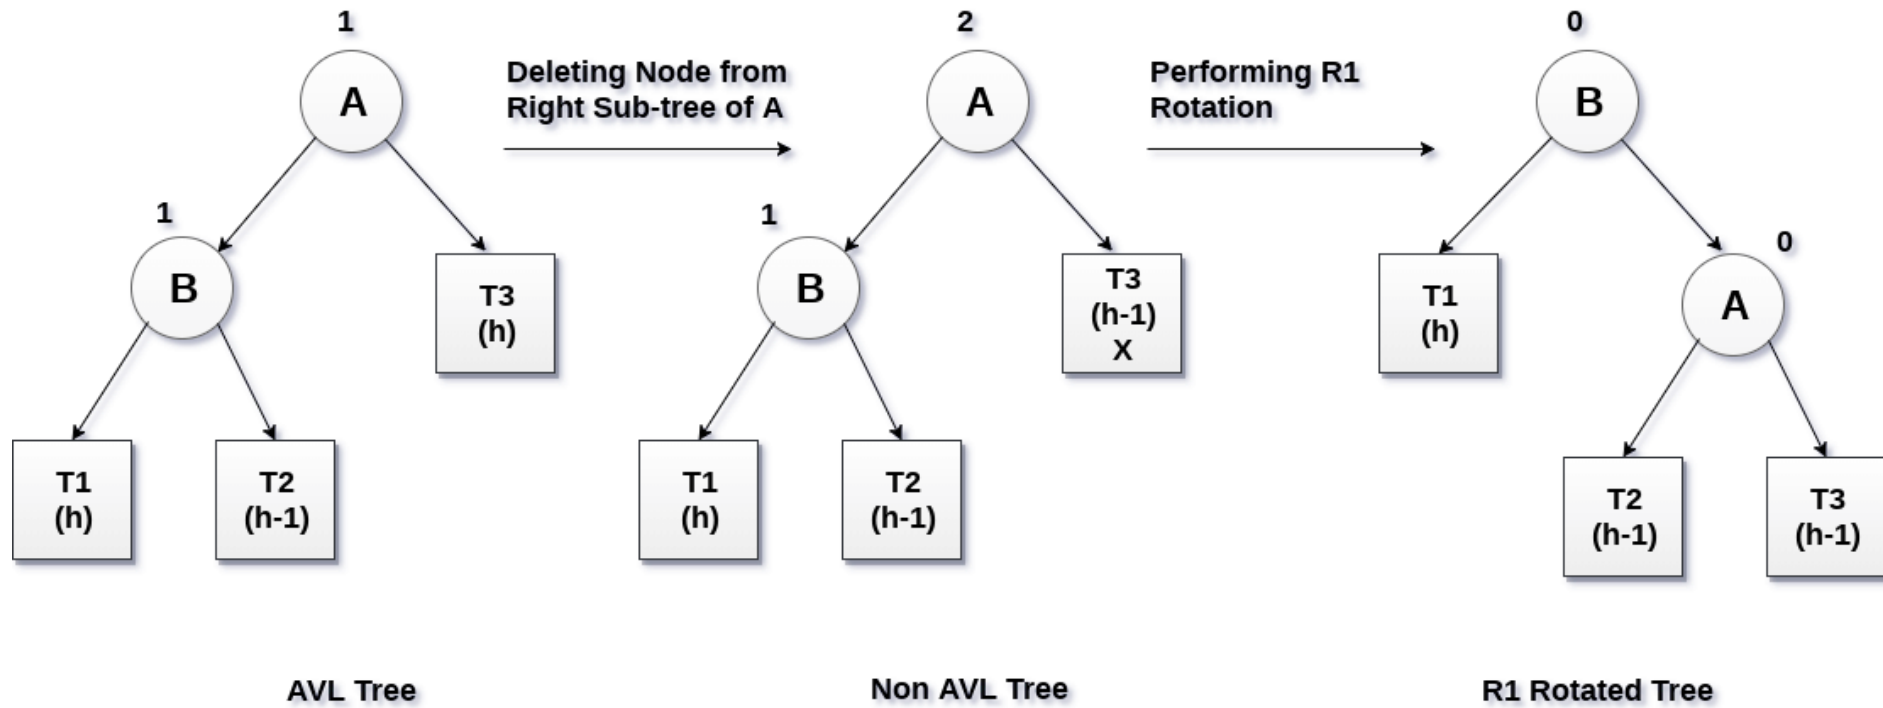 1
A
1
B
T3
(h)
T1
(h)
T2
(h-1)
AVL Tree
Deleting Node from
Right Sub-tree of A
2
A
1
B
T3
(h-1)
X
T1
(h)
T2
(h-1)
Non AVL Tree
Performing R1
Rotation
0
B
T1
(h)
0
A
T2
(h-1)
T3
(h-1)
R1 Rotated Tree